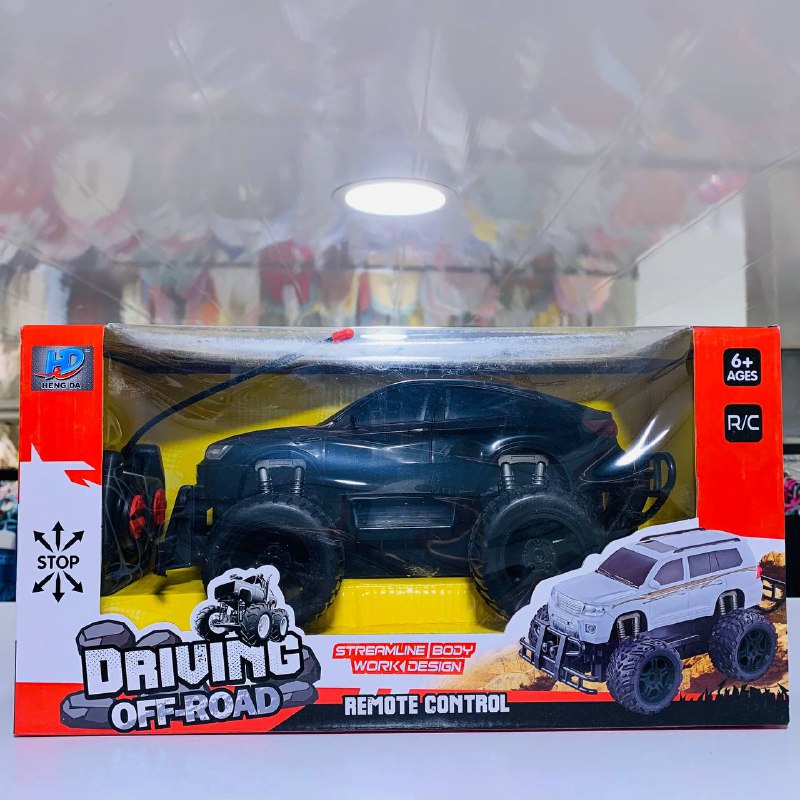 HD
HENG DA
6+
AGES
R/C
STOP
DRIVING
OFF-ROAD
STREAMLINE BODY
WORK DESIGN
REMOTE CONTROL